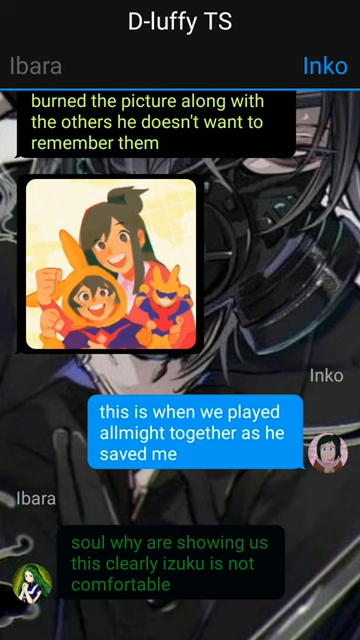 D-luffy TS
Ibara
Inko
burned the picture along with
the others he doesn't want to
remember them
Inko
this is when we played
allmight together as he
saved me
Ibara
soul why are showing us
this clearly izuku is not
comfortable